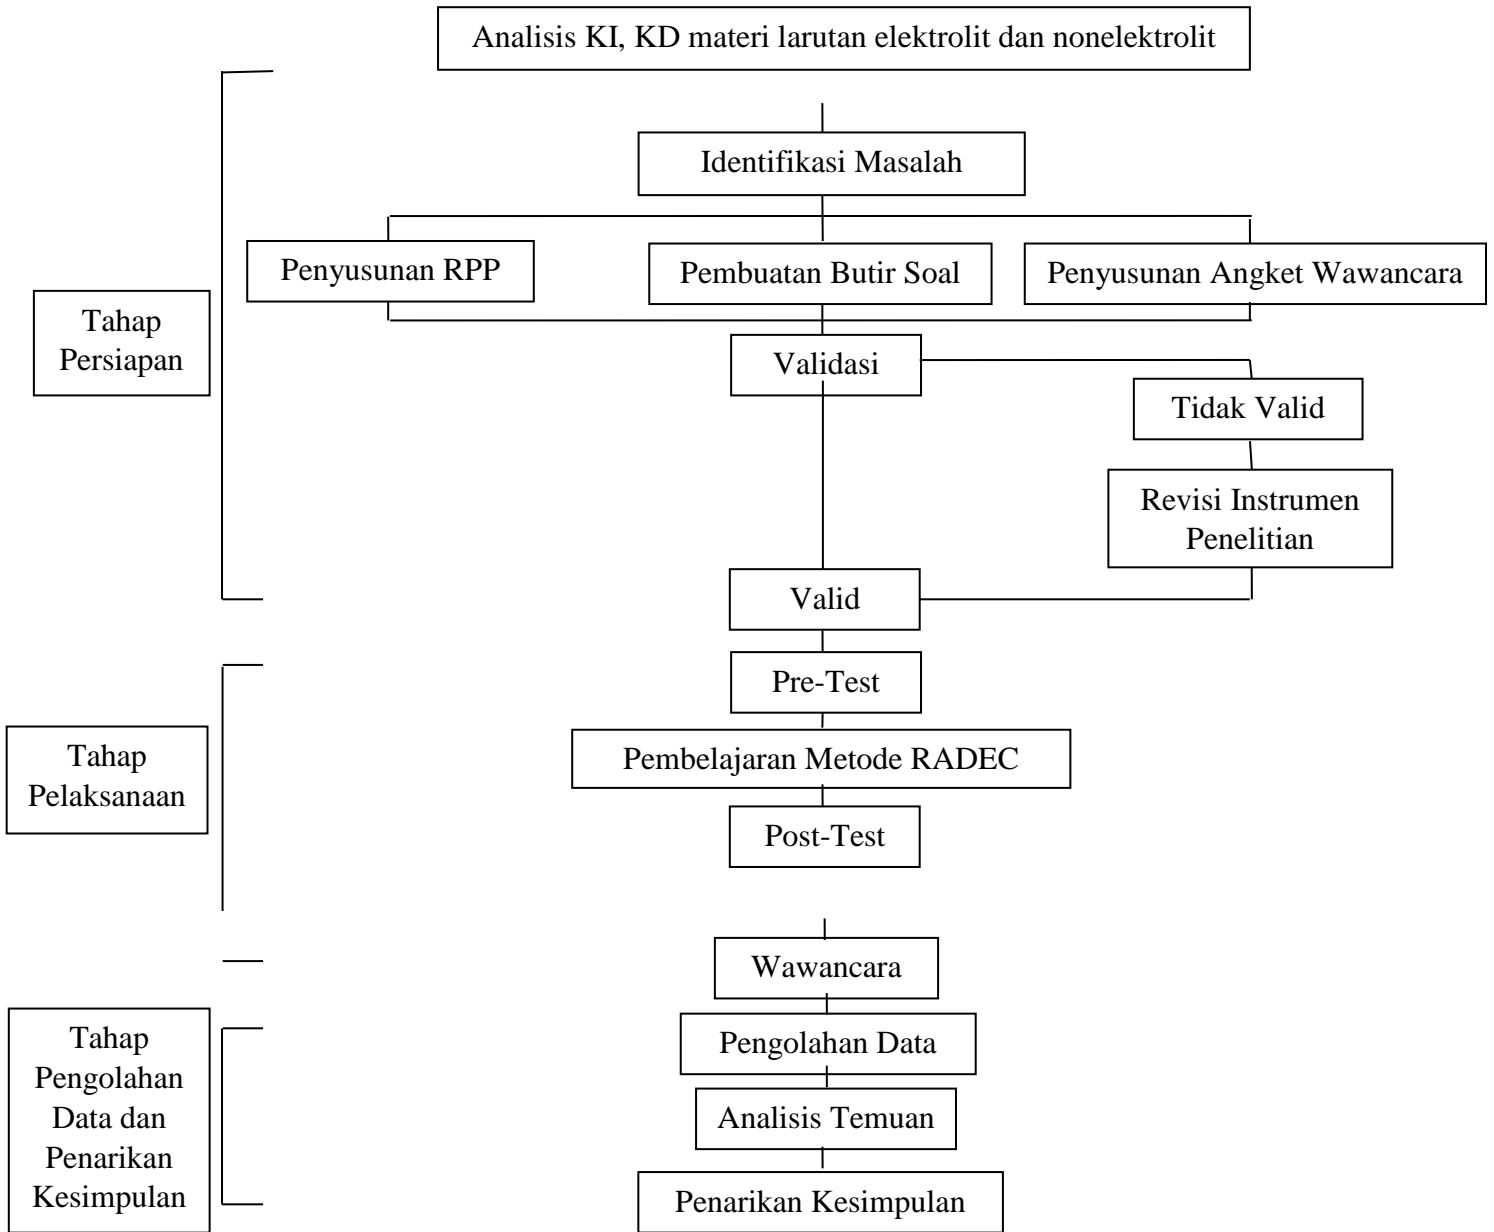 Analisis KI, KD materi larutan elektrolit dan nonelektrolit
Identifikasi Masalah
Penyusunan RPP
Pembuatan Butir Soal
Penyusunan Angket Wawancara
Tahap
Persiapan
Validasi
Tidak Valid
Revisi Instrumen
Penelitian
Valid
Pre-Test
Tahap
Pelaksanaan
Pembelajaran Metode RADEC
Post-Test
Wawancara
Tahap
Pengolahan
Data dan
Penarikan
Kesimpulan
Pengolahan Data
Analisis Temuan
Penarikan Kesimpulan